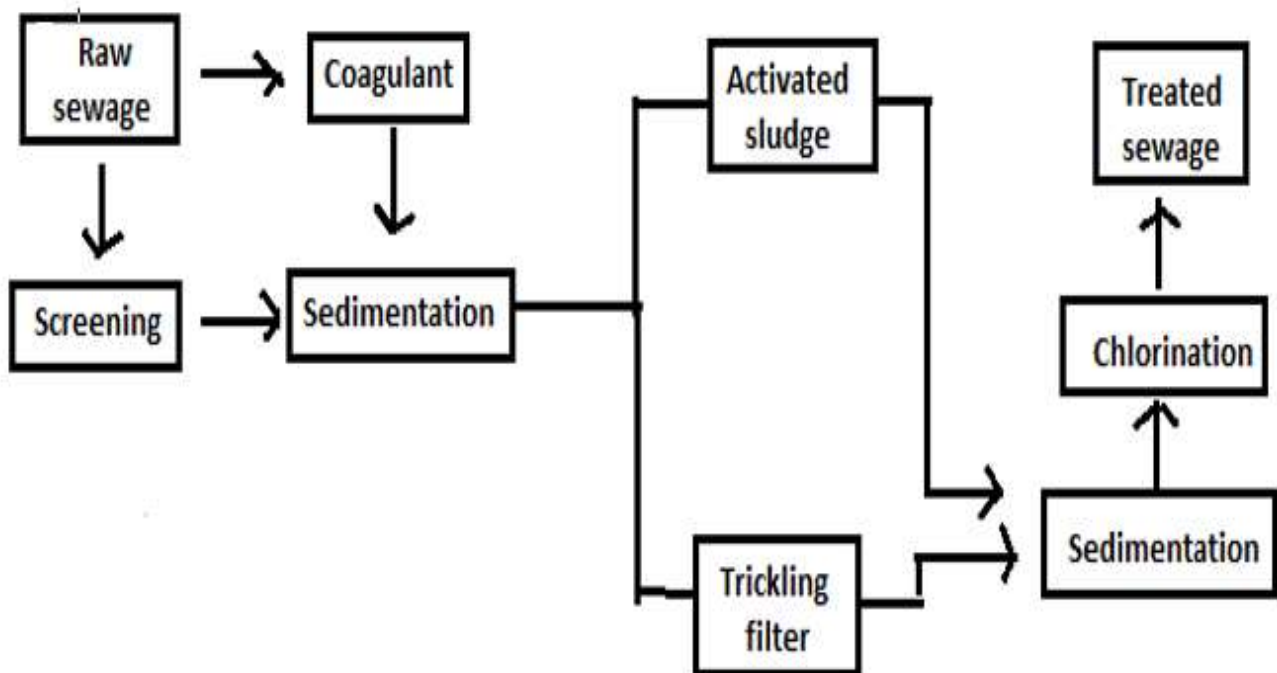 Raw
sewage
Coagulant
Activated
sludge
Treated
sewage
Screening
Sedimentation
Chlorination
Trickling
filter
Sedimentation